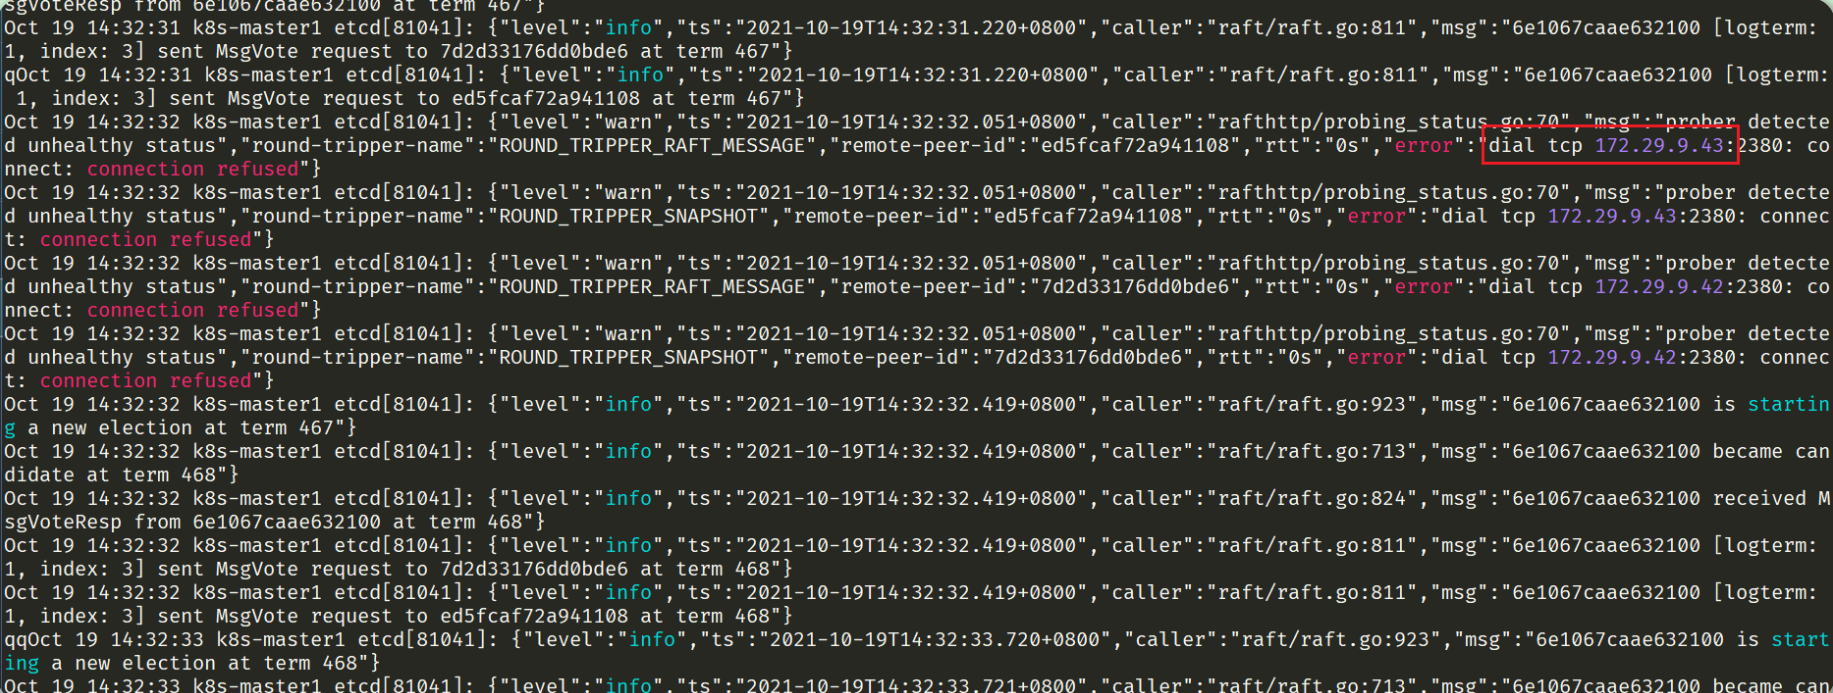 sgVoteResp from 6e1067caae632100 at term 467"}
Oct 19 14:32:31 k8s-master1 etcd[81041]: {"level":"info","ts":"2021-10-19T14:32:31.220+0800","caller":"raft/raft.go:811","msg":"6e1067caae632100 [logterm:
1, index: 3] sent MsgVote request to 7d2d33176dd0bde6 at term 467"}
qOct 19 14:32:31 k8s-master1 etcd[81041]: {"level":"info","ts":"2021-10-19T14:32:31.220+0800","caller":"raft/raft.go:811","msg":"6e1067caae632100 [logterm:
 1, index: 3] sent MsgVote request to ed5fcaf72a941108 at term 467"}
Oct 19 14:32:32 k8s-master1 etcd[81041]: {"level":"warn","ts":"2021-10-19T14:32:32.051+0800","caller":"rafthttp/probing_status.go:70","msg":"prober detecte
d unhealthy status","round-tripper-name":"ROUND_TRIPPER_RAFT_MESSAGE","remote-peer-id":"ed5fcaf72a941108","rtt":"0s","error":"dial tcp 172.29.9.43:2380: co
nnect: connection refused"}
Oct 19 14:32:32 k8s-master1 etcd[81041]: {"level":"warn","ts":"2021-10-19T14:32:32.051+0800","caller":"rafthttp/probing_status.go:70","msg":"prober detecte
d unhealthy status","round-tripper-name":"ROUND_TRIPPER_SNAPSHOT","remote-peer-id":"ed5fcaf72a941108","rtt":"0s","error":"dial tcp 172.29.9.43:2380: connec
t: connection refused"}
Oct 19 14:32:32 k8s-master1 etcd[81041]: {"level":"warn","ts":"2021-10-19T14:32:32.051+0800","caller":"rafthttp/probing_status.go:70","msg":"prober detecte
d unhealthy status","round-tripper-name":"ROUND_TRIPPER_RAFT_MESSAGE","remote-peer-id":"7d2d33176dd0bde6","rtt":"0s","error":"dial tcp 172.29.9.42:2380: co
nnect: connection refused"}
Oct 19 14:32:32 k8s-master1 etcd[81041]: {"level":"warn","ts":"2021-10-19T14:32:32.051+0800","caller":"rafthttp/probing_status.go:70","msg":"prober detecte
d unhealthy status","round-tripper-name":"ROUND_TRIPPER_SNAPSHOT","remote-peer-id":"7d2d33176dd0bde6","rtt":"0s","error":"dial tcp 172.29.9.42:2380: connec
t: connection refused"}
Oct 19 14:32:32 k8s-master1 etcd[81041]: {"level":"info","ts":"2021-10-19T14:32:32.419+0800","caller":"raft/raft.go:923","msg":"6e1067caae632100 is startin
g a new election at term 467"}
Oct 19 14:32:32 k8s-master1 etcd[81041]: {"level":"info","ts":"2021-10-19T14:32:32.419+0800","caller":"raft/raft.go:713","msg":"6e1067caae632100 became can
didate at term 468"}
Oct 19 14:32:32 k8s-master1 etcd[81041]: {"level":"info","ts":"2021-10-19T14:32:32.419+0800","caller":"raft/raft.go:824","msg":"6e1067caae632100 received M
sgVoteResp from 6e1067caae632100 at term 468"}
Oct 19 14:32:32 k8s-master1 etcd[81041]: {"level":"info","ts":"2021-10-19T14:32:32.419+0800","caller":"raft/raft.go:811","msg":"6e1067caae632100 [logterm:
1, index: 3] sent MsgVote request to 7d2d33176dd0bde6 at term 468"}
Oct 19 14:32:32 k8s-master1 etcd[81041]: {"level":"info","ts":"2021-10-19T14:32:32.419+0800","caller":"raft/raft.go:811","msg":"6e1067caae632100 [logterm:
1, index: 3] sent MsgVote request to ed5fcaf72a941108 at term 468"}
qqOct 19 14:32:33 k8s-master1 etcd[81041]: {"level":"info","ts":"2021-10-19T14:32:33.720+0800","caller":"raft/raft.go:923","msg":"6e1067caae632100 is start
ing a new election at term 468"}
Oct 19 14:32:33 k8s-master1 etcd[81041]: {"level":"info","ts":"2021-10-19T14:32:33.721+0800","caller":"raft/raft.go:713","msg":"6e1067caae632100 became can